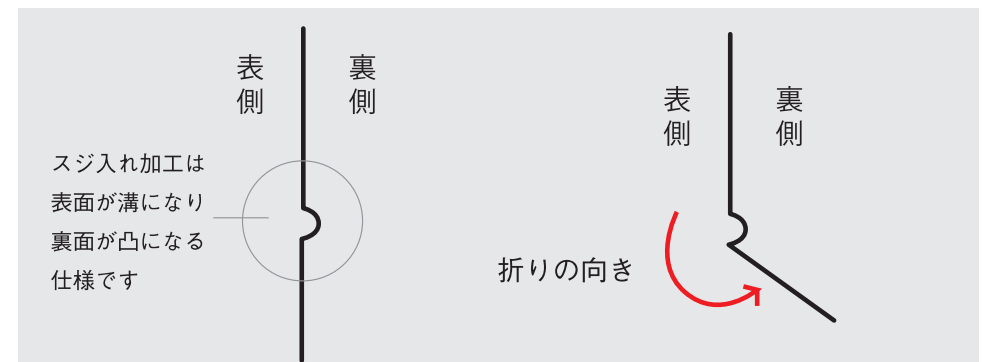 表側
裏側
スジ入れ加工は
表面が溝になり
裏面が凸になる
仕様です
表側
裏側
折りの向き